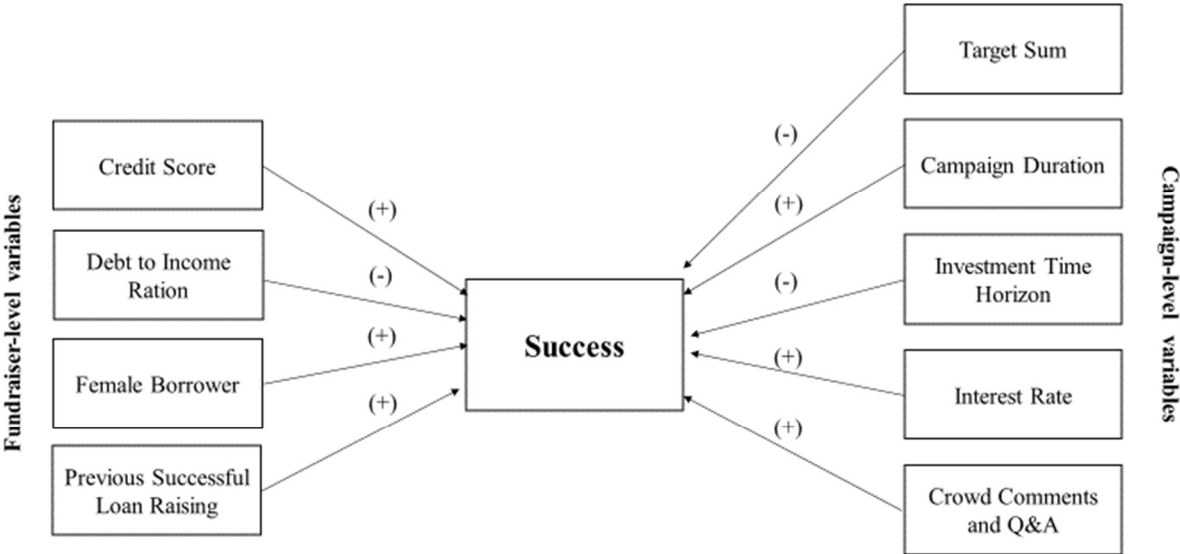 Fundraiser-level variables
Credit Score
Debt to Income
Ration
Female Borrower
Previous Successful
Loan Raising
(+)
(-)
(+)
(+)
Success
(-)
(+)
(-)
(+)
(+)
Target Sum
Campaign Duration
Investment Time
Horizon
Interest Rate
Crowd Comments
and Q&A
Campaign-level variables